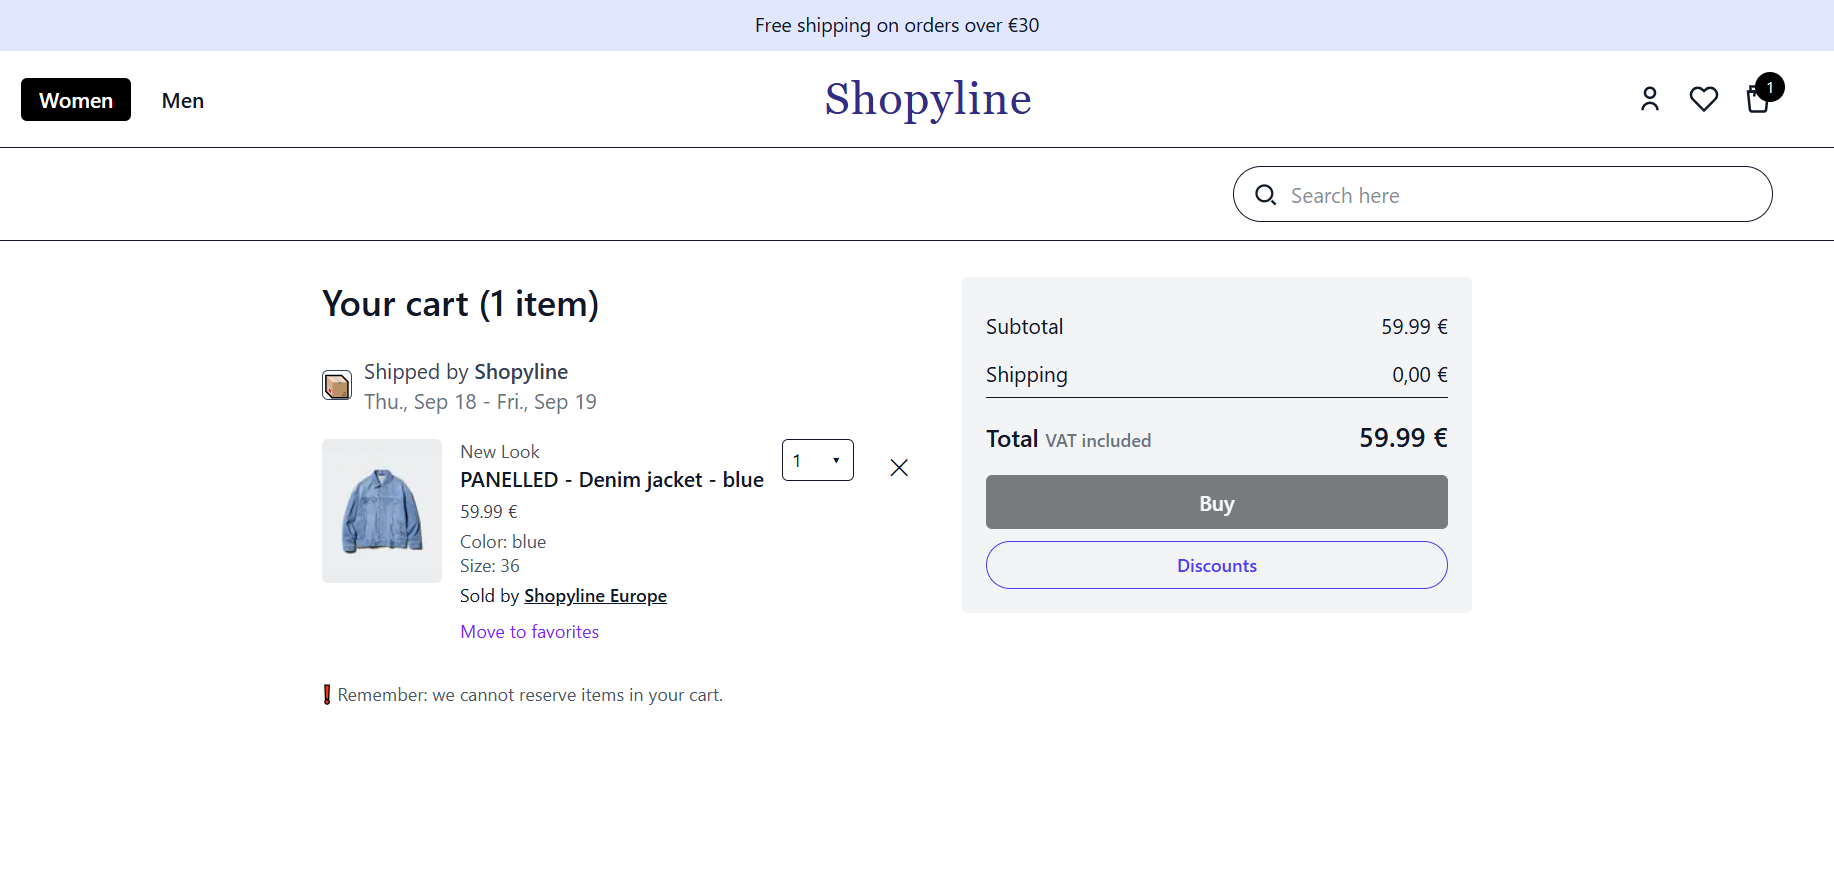 Free shipping on orders over €30
Women
Men
Shopyline
1
Search here
Your cart (1 item)
Shipped by Shopyline
Thu., Sep 18 - Fri., Sep 19
New Look
PANELLED - Denim jacket - blue
59.99 €
Color: blue
Size: 36
Sold by Shopyline Europe
Move to favorites
1
❗Remember: we cannot reserve items in your cart.
Subtotal 59.99 €
Shipping 0,00 €
Total VAT included 59.99 €
Buy
Discounts